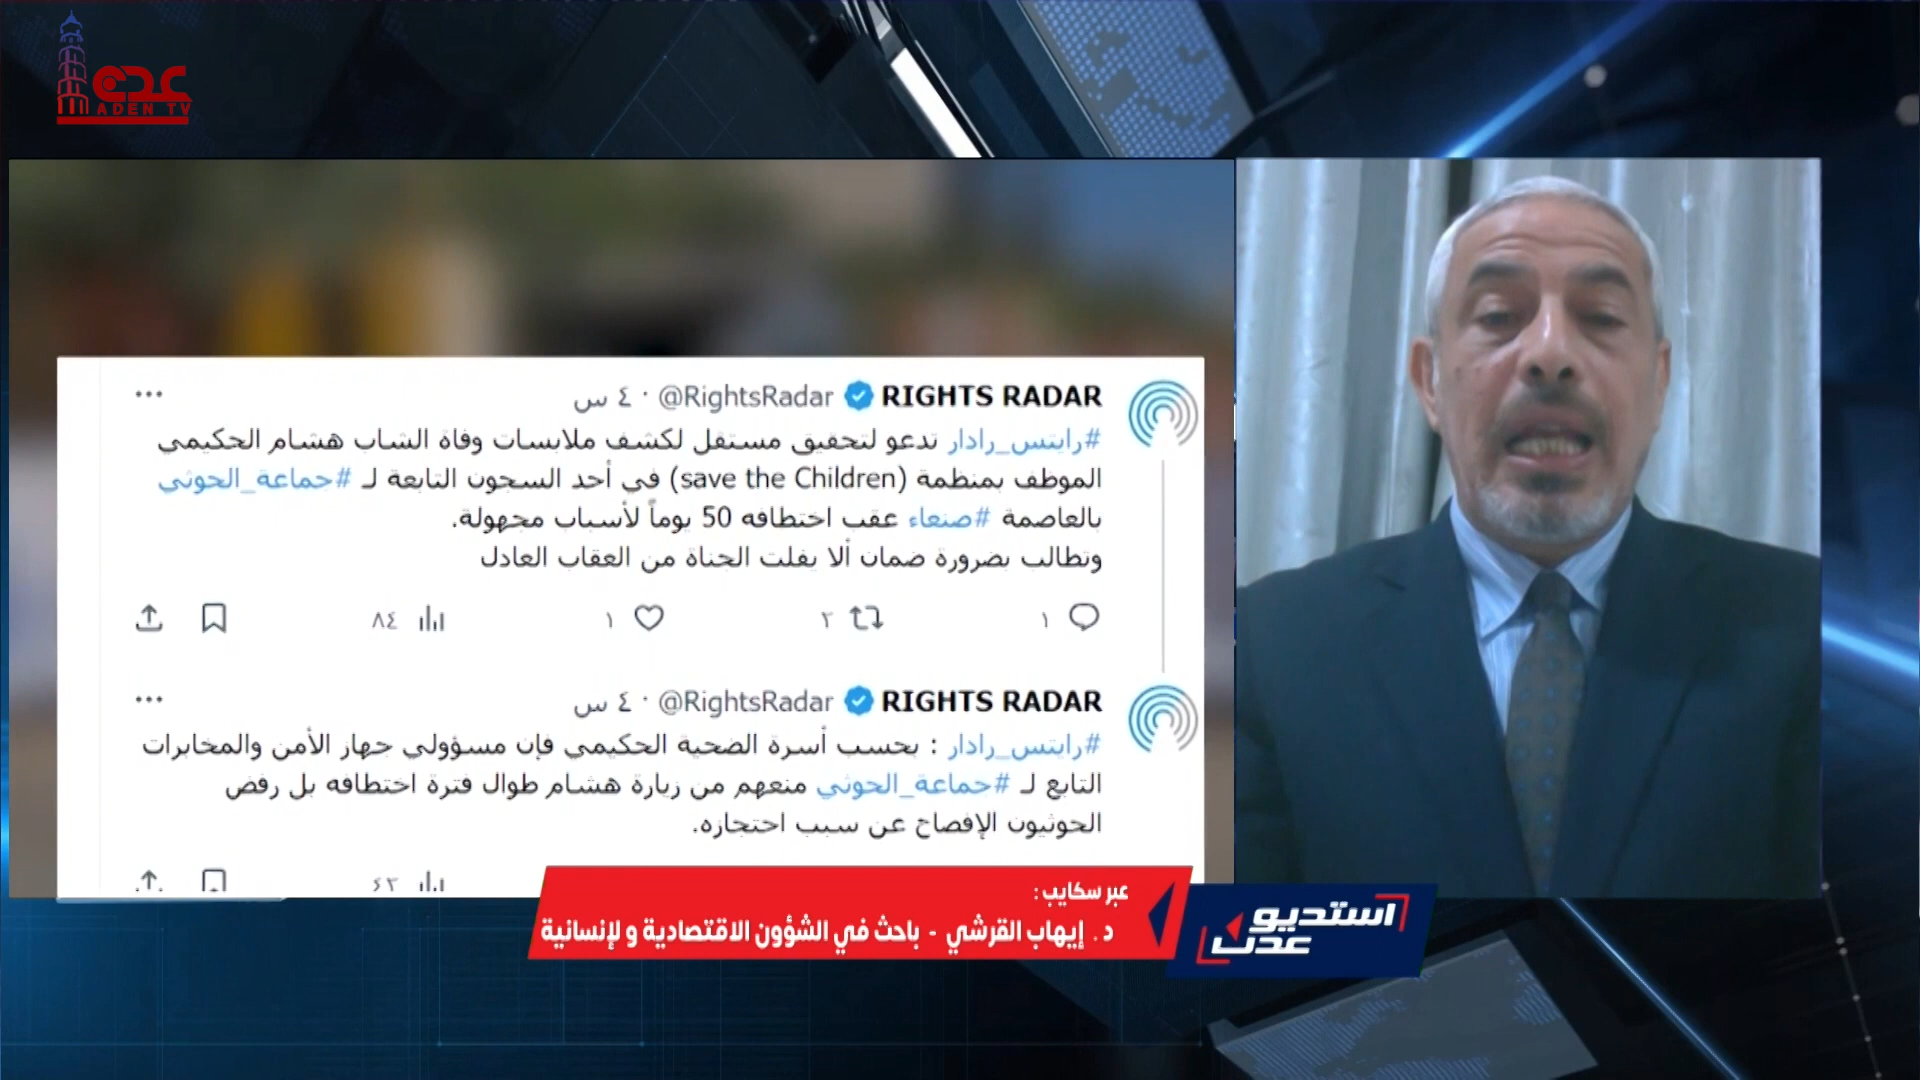 عدن
ADEN TV
RIGHTS RADAR @RightsRadar · ٤ س
#رايتس_رادار تدعو لتحقيق مستقل لكشف ملابسات وفاة الشاب هشام الحكيمي
الموظف بمنظمة (save the Children) في أحد السجون التابعة لـ #جماعة_الحوثي
بالعاصمة #صنعاء عقب اختطافه 50 يوماً لأسباب مجهولة.
وتطالب بضرورة ضمان ألا يفلت الجناة من العقاب العادل
١ ٢ ١ ٨٤
RIGHTS RADAR @RightsRadar · ٤ س
#رايتس_رادار : بحسب أسرة الضحية الحكيمي فإن مسؤولي جهاز الأمن والمخابرات
التابع لـ #جماعة_الحوثي منعهم من زيارة هشام طوال فترة اختطافه بل رفض
الحوثيون الإفصاح عن سبب احتجازه.
عبر سكايب :
د . إيهاب القرشي - باحث في الشؤون الاقتصادية و لإنسانية
استديو
عدن